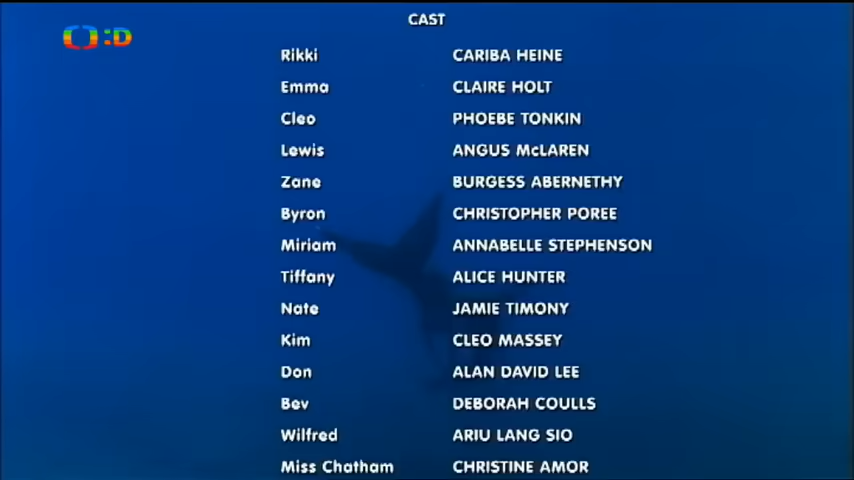 CAST
:D
Rikki CARIBA HEINE
Emma CLAIRE HOLT
Cleo PHOEBE TONKIN
Lewis ANGUS McLAREN
Zane BURGESS ABERNETHY
Byron CHRISTOPHER POREE
Miriam ANNABELLE STEPHENSON
Tiffany ALICE HUNTER
Nate JAMIE TIMONY
Kim CLEO MASSEY
Don ALAN DAVID LEE
Bev DEBORAH COULLS
Wilfred ARIU LANG SIO
Miss Chatham CHRISTINE AMOR